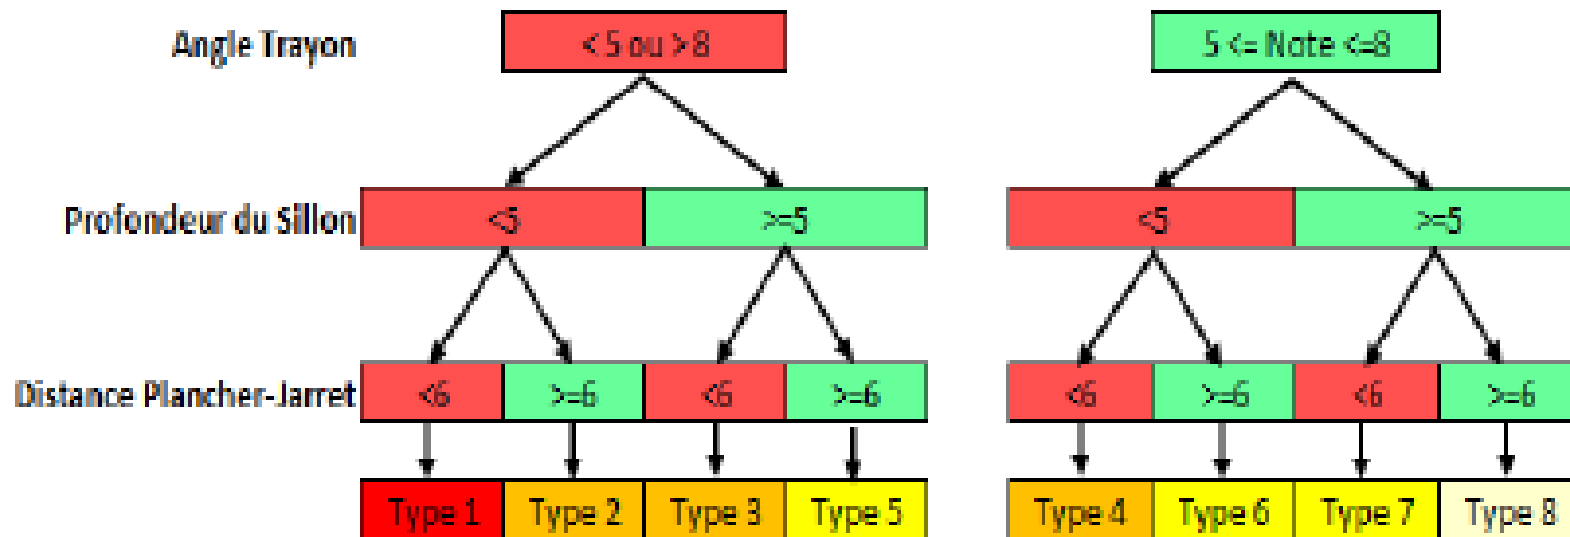 Angle Trayon < 5 ou > 8 5 <= Note <=8
Profondeur du Sillon <5 >=5 <5 >=5
Distance Plancher-Jarret <6 >=6 <6 >=6 <6 >=6 <6 >=6
Type 1 Type 2 Type 3 Type 5 Type 4 Type 6 Type 7 Type 8